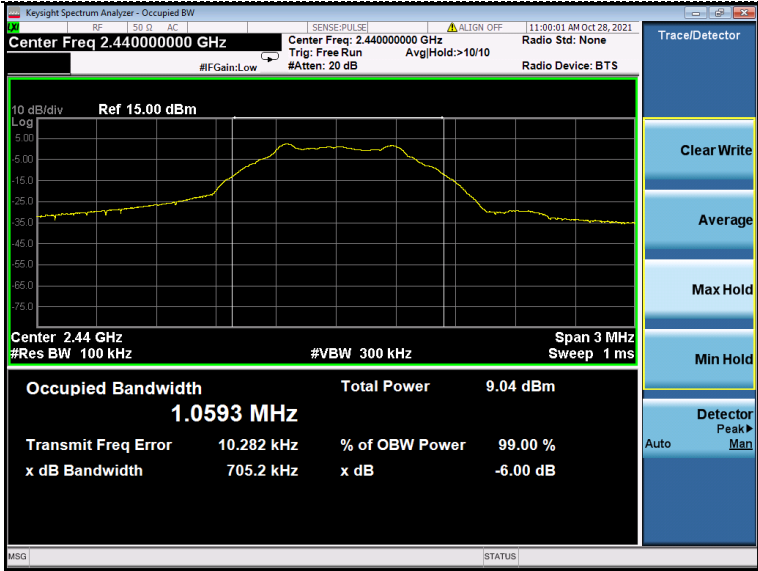 Keysight Spectrum Analyzer - Occupied BW
RF 50 Ω AC SENSE:PULSE ALIGN OFF 11:00:01 AM Oct 28, 2021
Center Freq 2.440000000 GHz
Center Freq: 2.440000000 GHz Radio Std: None
Trig: Free Run Avg|Hold:>10/10
#IFGain:Low #Atten: 20 dB Radio Device: BTS
10 dB/div Ref 15.00 dBm
Log
5.00
-5.00
-15.0
-25.0
-35.0
-45.0
-55.0
-65.0
-75.0
Center 2.44 GHz Span 3 MHz
#Res BW 100 kHz #VBW 300 kHz Sweep 1 ms
Occupied Bandwidth Total Power 9.04 dBm
1.0593 MHz
Transmit Freq Error 10.282 kHz % of OBW Power 99.00 %
x dB Bandwidth 705.2 kHz x dB -6.00 dB
MSG STATUS
Trace/Detector
Clear Write
Average
Max Hold
Min Hold
Detector
Peak▶
Auto Man